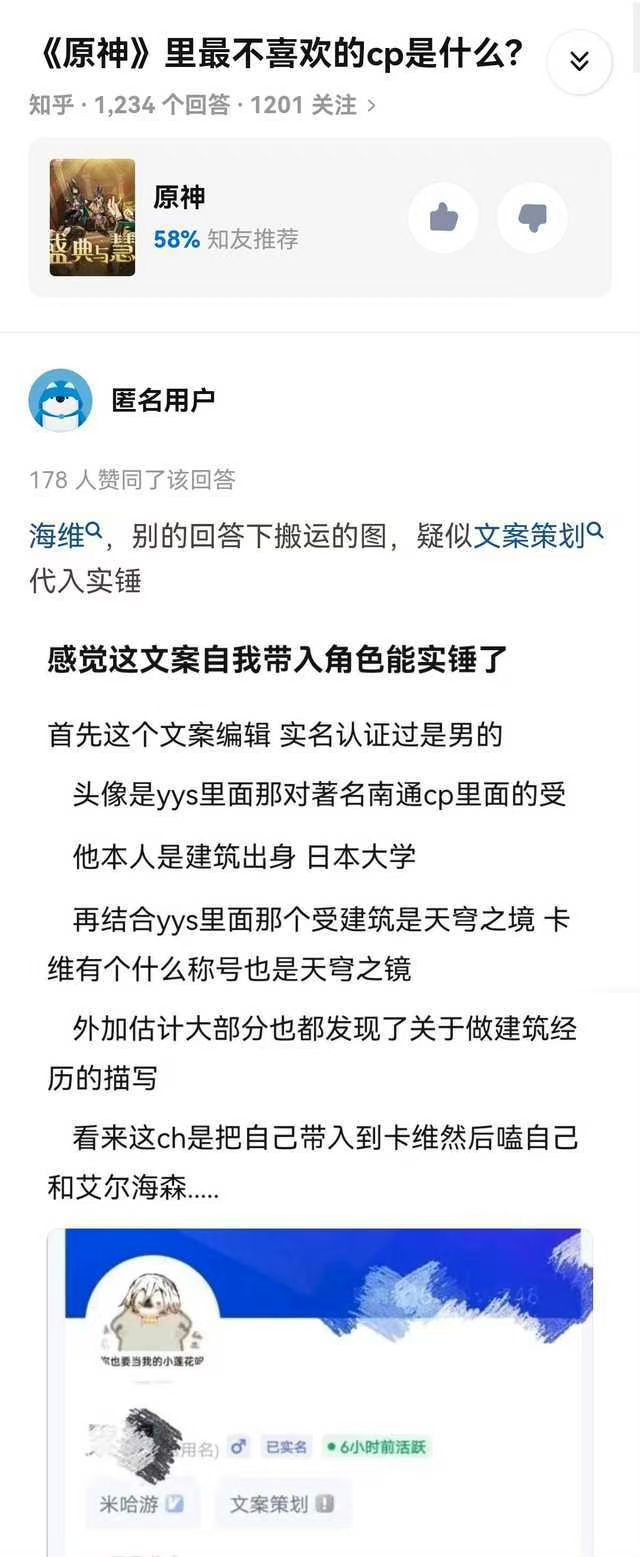 《原神》里最不喜欢的cp是什么？
知乎 · 1,234 个回答 · 1201 关注 >
盛典与慧
原神
58% 知友推荐
匿名用户
178 人赞同了该回答
海维，别的回答下搬运的图，疑似文案策划
代入实锤
感觉这文案自我带入角色能实锤了
首先这个文案编辑 实名认证过是男的
头像是yys里面那对著名南通cp里面的受
他本人是建筑出身 日本大学
再结合yys里面那个受建筑是天穹之境 卡
维有个什么称号也是天穹之镜
外加估计大部分也都发现了关于做建筑经
历的描写
看来这ch是把自己带入到卡维然后嗑自己
和艾尔海森.....
你也要当我的小莲花吧
用名) ♂ 已实名 6小时前活跃
米哈游 文案策划